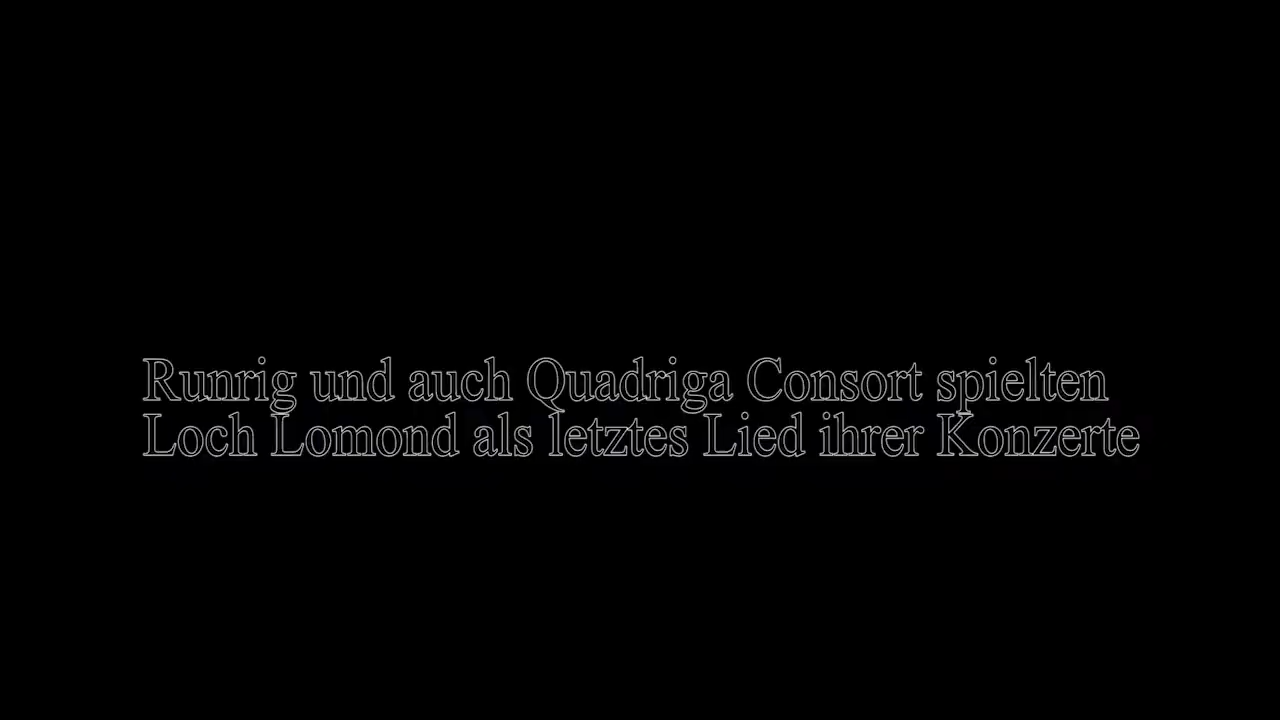 Runrig und auch Quadriga Consort spielten
Loch Lomond als letztes Lied ihrer Konzerte